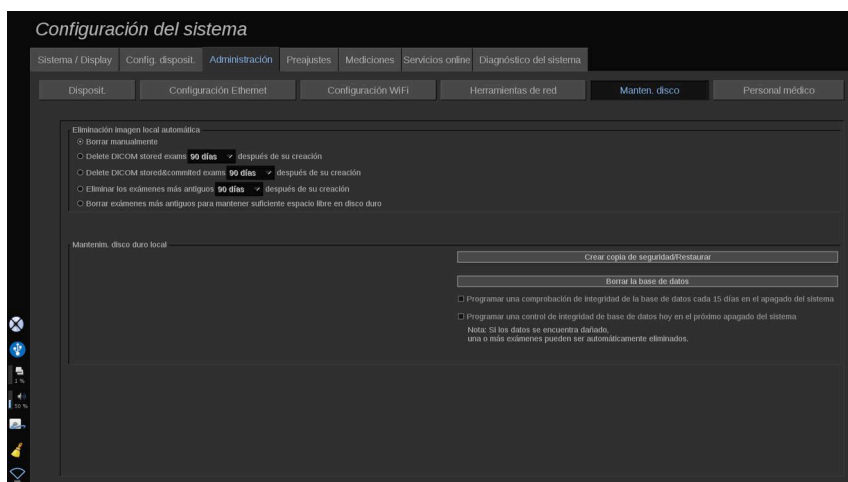 Configuración del sistema
Sistema / Display Config. disposit. Administración Preajustes Mediciones Servicios online Diagnóstico del sistema
Disposit. Configuración Ethernet Configuración WiFi Herramientas de red Manten. disco Personal médico
Eliminación imagen local automática
Borrar manualmente
Delete DICOM stored exams 90 días después de su creación
Delete DICOM stored&commited exams 90 días después de su creación
Eliminar los exámenes más antiguos 90 días después de su creación
Borrar exámenes más antiguos para mantener suficiente espacio libre en disco duro
Mantenim. disco duro local
Crear copia de seguridad/Restaurar
Borrar la base de datos
Programar una comprobación de integridad de la base de datos cada 15 días en el apagado del sistema
Programar una control de integridad de base de datos hoy en el próximo apagado del sistema
Nota: Si los datos se encuentra dañado,
una o más exámenes pueden ser automáticamente eliminados.
1 %
50 %